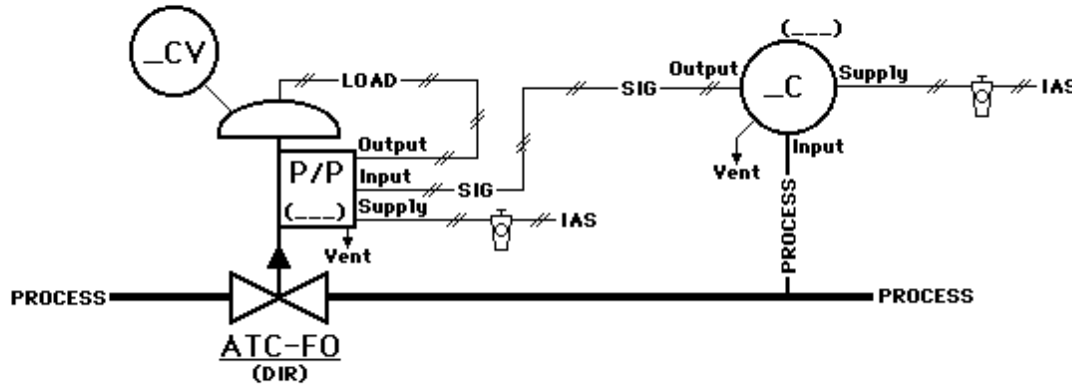 (___)
_CV
Output
Supply
LOAD
SIG
_C
IAS
Output
Input
Vent
P/P
Input
SIG
(___)
Supply
IAS
Vent
PROCESS
PROCESS
PROCESS
ATC-FO
(DIR)